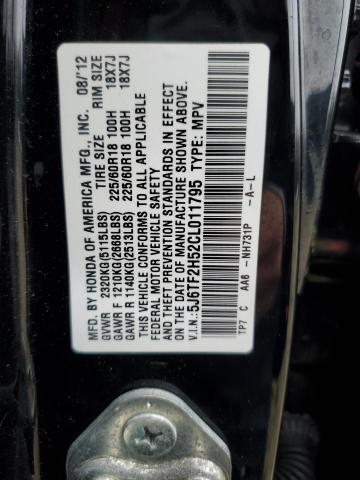 MFD. BY HONDA OF AMERICA MFG., INC. 08/'12
TIRE SIZE RIM SIZE
GVWR 2320KG(5115LBS)
GAWR F 1210KG(2668LBS) 225/60R18 100H 18X7J
GAWR R 1140KG(2513LBS) 225/60R18 100H 18X7J
THIS VEHICLE CONFORMS TO ALL APPLICABLE
FEDERAL MOTOR VEHICLE SAFETY
AND THEFT PREVENTION STANDARDS IN EFFECT
ON THE DATE OF MANUFACTURE SHOWN ABOVE.
V.I.N.:5J6TF2H52CL011795 TYPE: MPV
TP7 C AA6 -NH731P -A-L